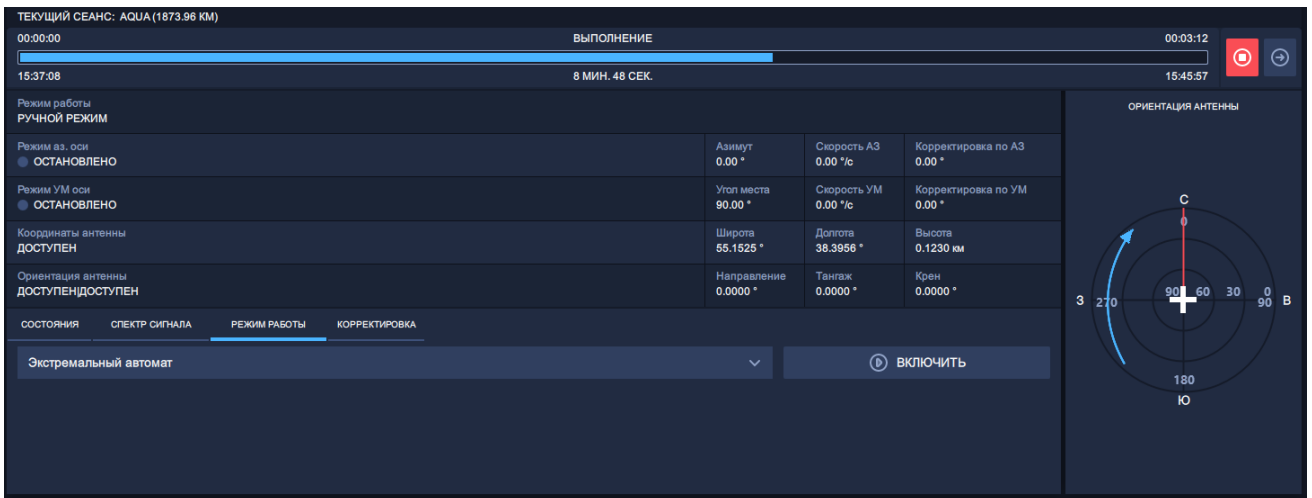 ТЕКУЩИЙ СЕАНС: AQUA (1873.96 КМ)
00:00:00 ВЫПОЛНЕНИЕ 00:03:12
15:37:08 8 МИН. 48 СЕК. 15:45:57
Режим работы
РУЧНОЙ РЕЖИМ
ОРИЕНТАЦИЯ АНТЕННЫ
Режим аз. оси Азимут Скорость АЗ Корректировка по АЗ
ОСТАНОВЛЕНО 0.00 ° 0.00 °/с 0.00 °
Режим УМ оси Угол места Скорость УМ Корректировка по УМ
ОСТАНОВЛЕНО 90.00 ° 0.00 °/с 0.00 °
Координаты антенны Широта Долгота Высота
ДОСТУПЕН 55.1525 ° 38.3956 ° 0.1230 км
Ориентация антенны Направление Тангаж Крен
ДОСТУПЕН|ДОСТУПЕН 0.0000 ° 0.0000 ° 0.0000 °
СОСТОЯНИЯ СПЕКТР СИГНАЛА РЕЖИМ РАБОТЫ КОРРЕКТИРОВКА
Экстремальный автомат ВКЛЮЧИТЬ
С
0
90 60 30 0
З 270 90 В
180
Ю